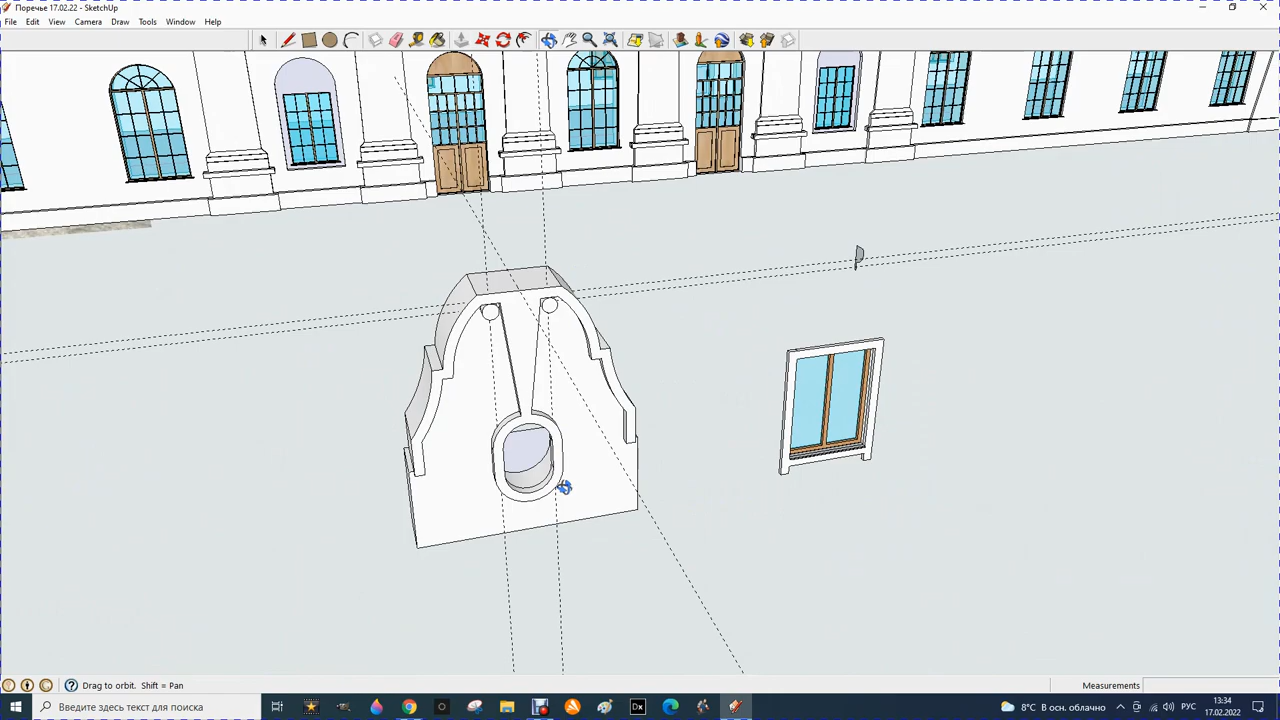 Поречье 17.02.22 - SketchUp
File Edit View Camera Draw Tools Window Help
Drag to orbit. Shift = Pan
Measurements
Введите здесь текст для поиска
Dx
8°C В осн. облачно
РУС
13:34
17.02.2022